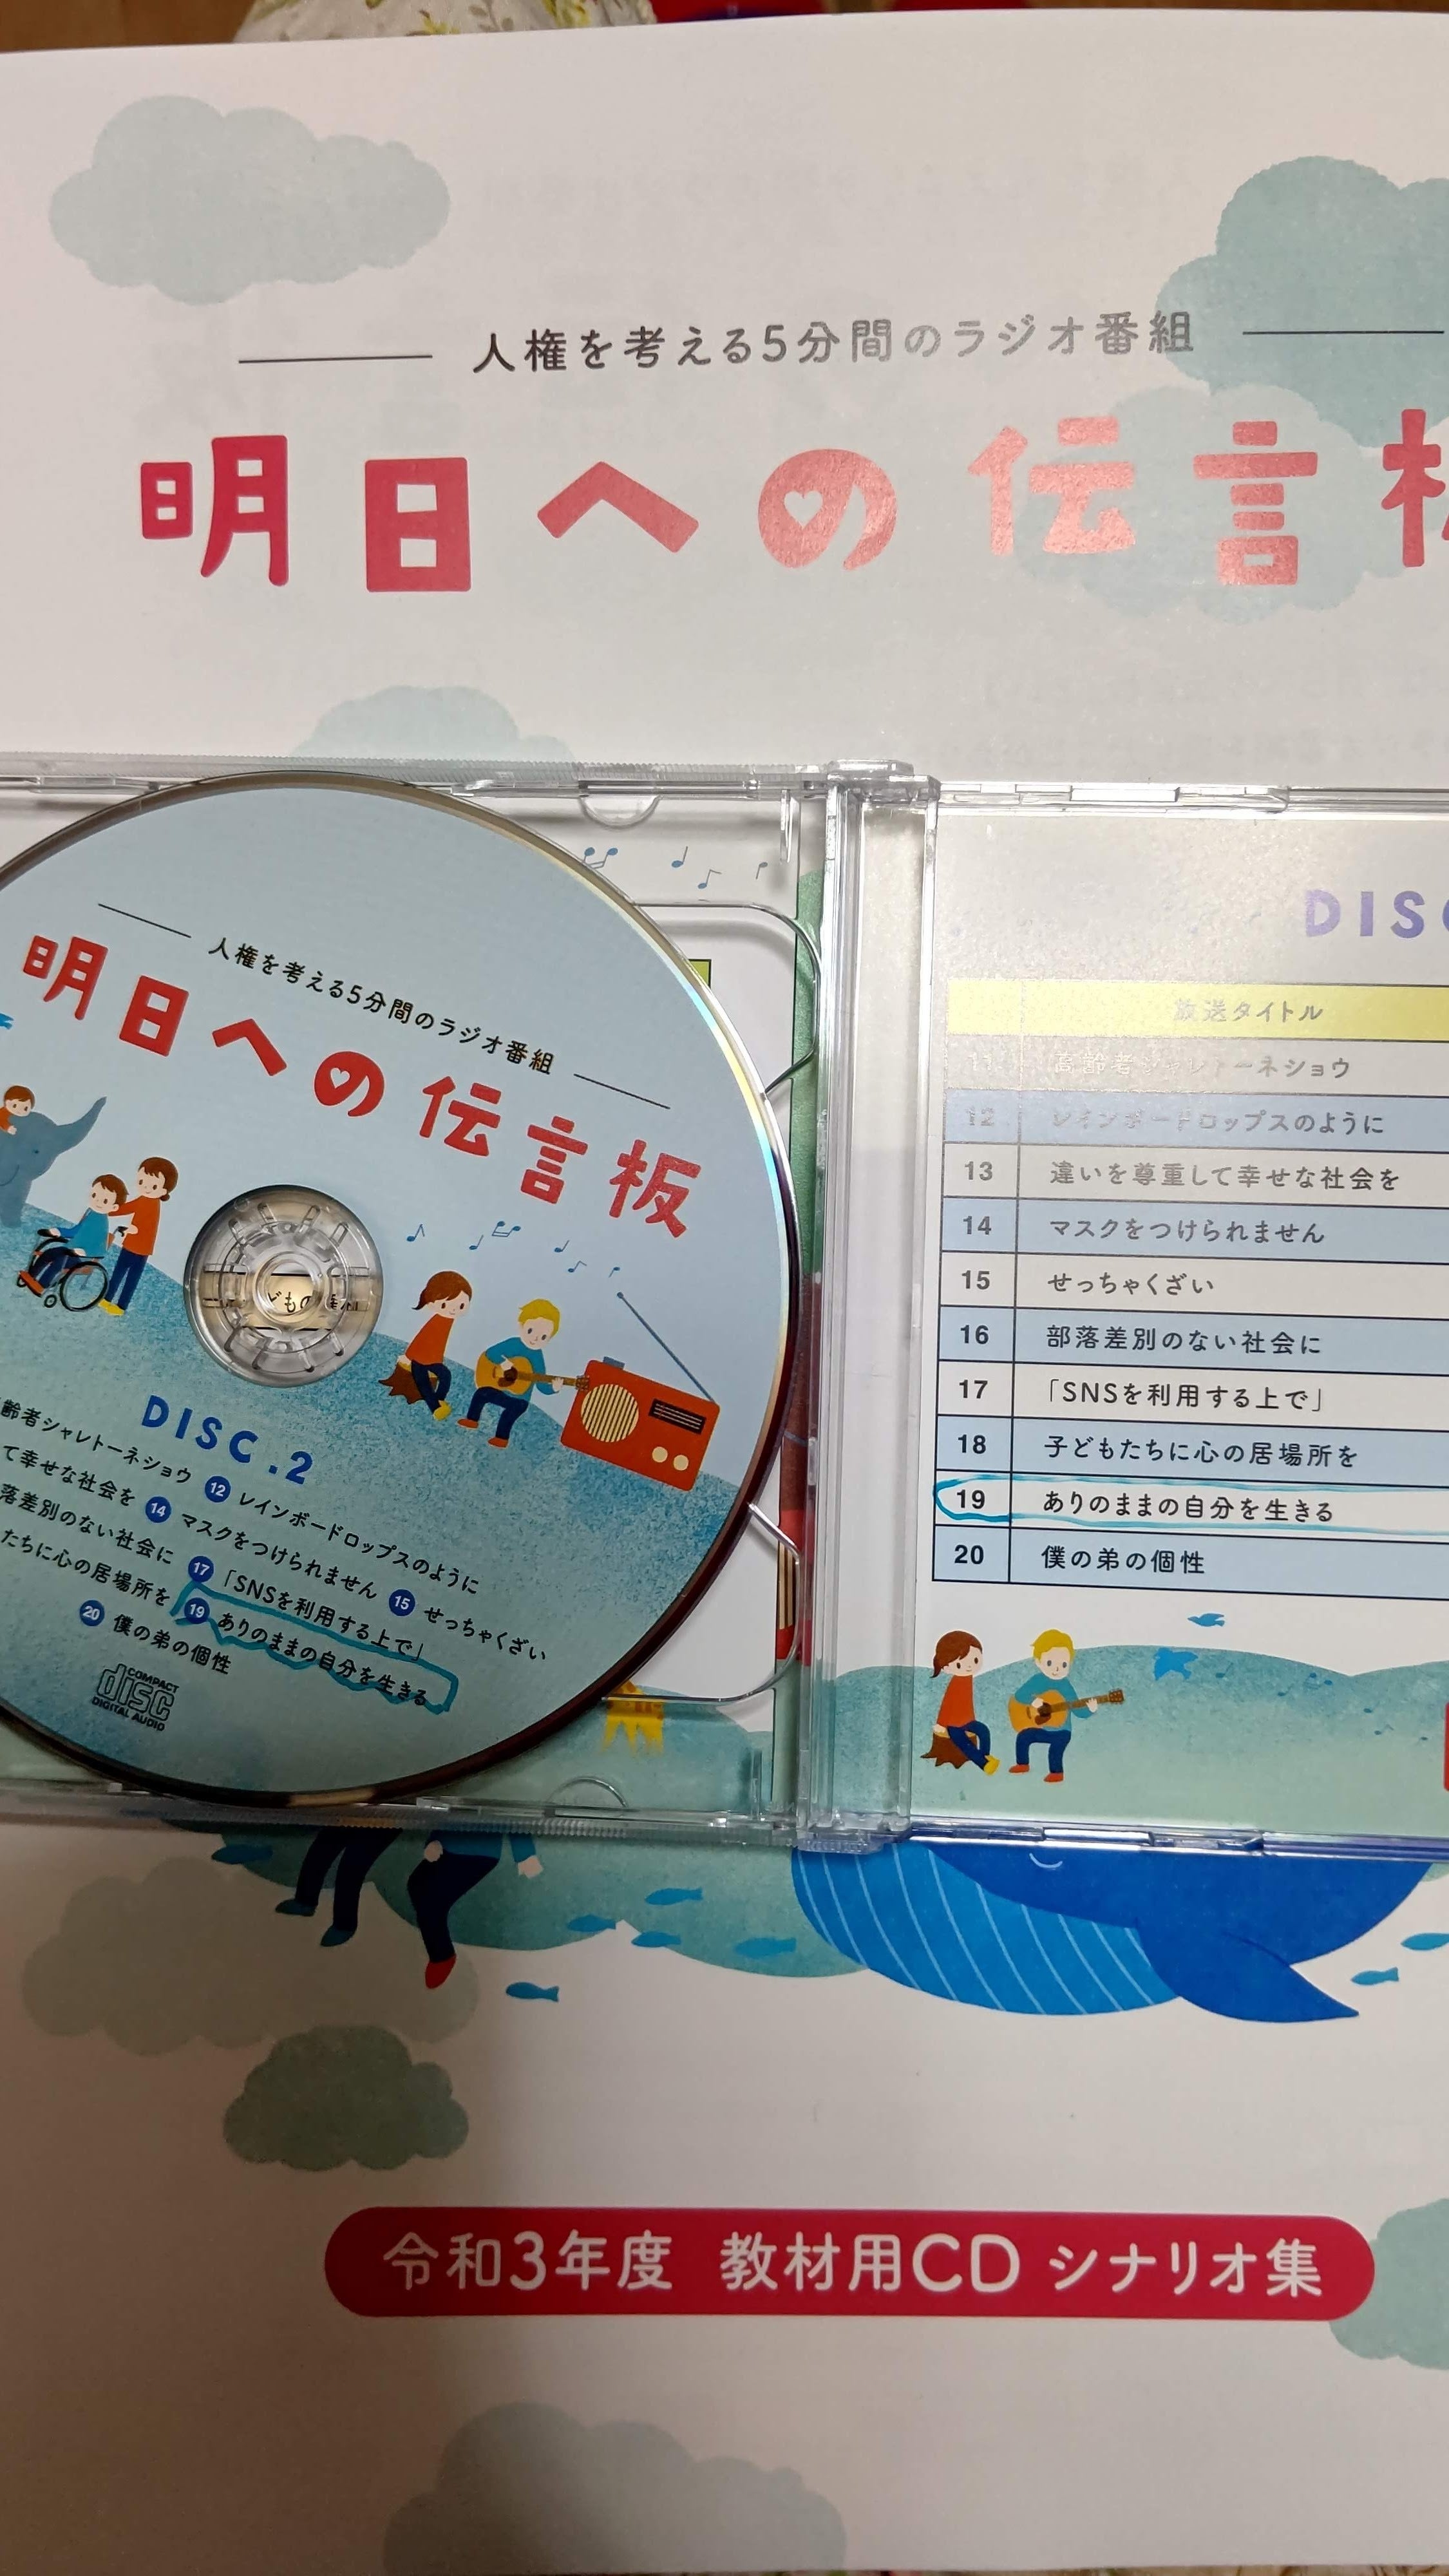 人権を考える5分間のラジオ番組
明日への伝言
人権を考える5分間のラジオ番組
明日への伝言板
DISC.2
齢者シャレトーネショウ 12 レインボードロップスのように
て幸せな社会を 14 マスクをつけられません 15 せっちゃくざい
落差別のない社会に 17 「SNSを利用する上で」
たちに心の居場所を 19 ありのままの自分を生きる
20 僕の弟の個性
COMPACT
disc
DIGITAL AUDIO
DISC
放送タイトル
11 高齢者シャレトーネショウ
12 レインボードロップスのように
13 違いを尊重して幸せな社会を
14 マスクをつけられません
15 せっちゃくざい
16 部落差別のない社会に
17 「SNSを利用する上で」
18 子どもたちに心の居場所を
19 ありのままの自分を生きる
20 僕の弟の個性
令和3年度 教材用CD シナリオ集